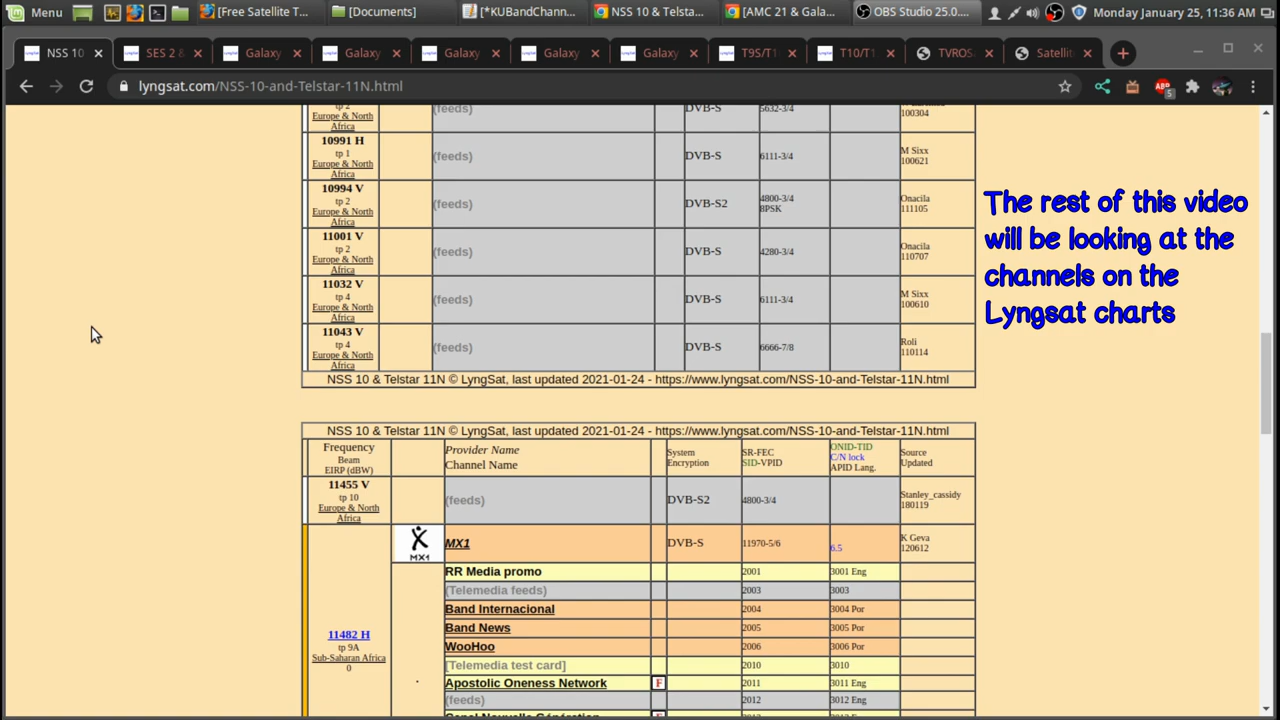 Menu
[Free Satellite T...
[Documents]
[*KUBandChann...
NSS 10 & Telsta...
[AMC 21 & Gala...
OBS Studio 25.0....
Monday January 25, 11:36 AM
NSS 10
SES 2 &
Galaxy
Galaxy
Galaxy
Galaxy
Galaxy
T95/T1
T10/T1
TVROS
Satellit
lyngsat.com/NSS-10-and-Telstar-11N.html
tp 2
Europe & North
Africa
(feeds)
DVB-S
5632-3/4
100304
10991 H
tp 1
Europe & North
Africa
(feeds)
DVB-S
6111-3/4
M Sixx
100621
10994 V
tp 2
Europe & North
Africa
(feeds)
DVB-S2
4800-3/4
8PSK
Onacila
111105
11001 V
tp 2
Europe & North
Africa
(feeds)
DVB-S
4280-3/4
Onacila
110707
11032 V
tp 4
Europe & North
Africa
(feeds)
DVB-S
6111-3/4
M Sixx
100610
11043 V
tp 4
Europe & North
Africa
(feeds)
DVB-S
6666-7/8
Roli
110114
NSS 10 & Telstar 11N © LyngSat, last updated 2021-01-24 - https://www.lyngsat.com/NSS-10-and-Telstar-11N.html
The rest of this video
will be looking at the
channels on the
Lyngsat charts
NSS 10 & Telstar 11N © LyngSat, last updated 2021-01-24 - https://www.lyngsat.com/NSS-10-and-Telstar-11N.html
Frequency
Beam
EIRP (dBW)
Provider Name
Channel Name
System
Encryption
SR-FEC
SID-VPID
ONID-TID
C/N lock
APID Lang.
Source
Updated
11455 V
tp 10
Europe & North
Africa
(feeds)
DVB-S2
4800-3/4
Stanley_cassidy
180119
11482 H
tp 9A
Sub-Saharan Africa
0
MX1
MX1
DVB-S
11970-5/6
6.5
K Geva
120612
RR Media promo
2001
3001 Eng
(Telemedia feeds)
2003
3003
Band Internacional
2004
3004 Por
Band News
2005
3005 Por
WooHoo
2006
3006 Por
[Telemedia test card]
2010
3010
Apostolic Oneness Network
F
2011
3011 Eng
(feeds)
2012
3012 Eng
Canal Nouvelle Génération